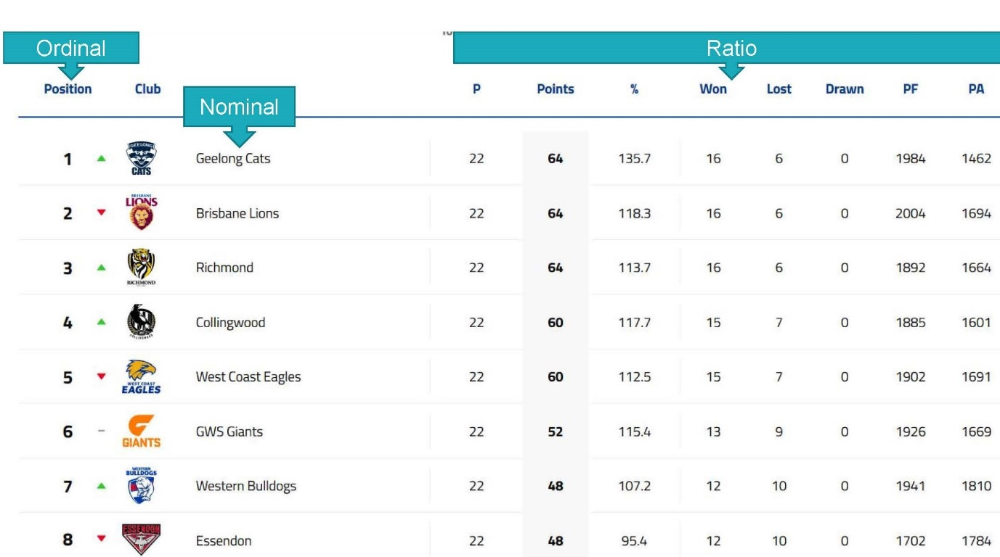 Ordinal
Ratio
Position Club P Points % Won Lost Drawn PF PA
Nominal
1 GEELONG CATS Geelong Cats 22 64 135.7 16 6 0 1984 1462
2 BRISBANE LIONS Brisbane Lions 22 64 118.3 16 6 0 2004 1694
3 RICHMOND Richmond 22 64 113.7 16 6 0 1892 1664
4 COLLINGWOOD Collingwood 22 60 117.7 15 7 0 1885 1601
5 WEST COAST EAGLES West Coast Eagles 22 60 112.5 15 7 0 1902 1691
6 – GIANTS GWS Giants 22 52 115.4 13 9 0 1926 1669
7 WESTERN BULLDOGS Western Bulldogs 22 48 107.2 12 10 0 1941 1810
8 ESSENDON Essendon 22 48 95.4 12 10 0 1702 1784